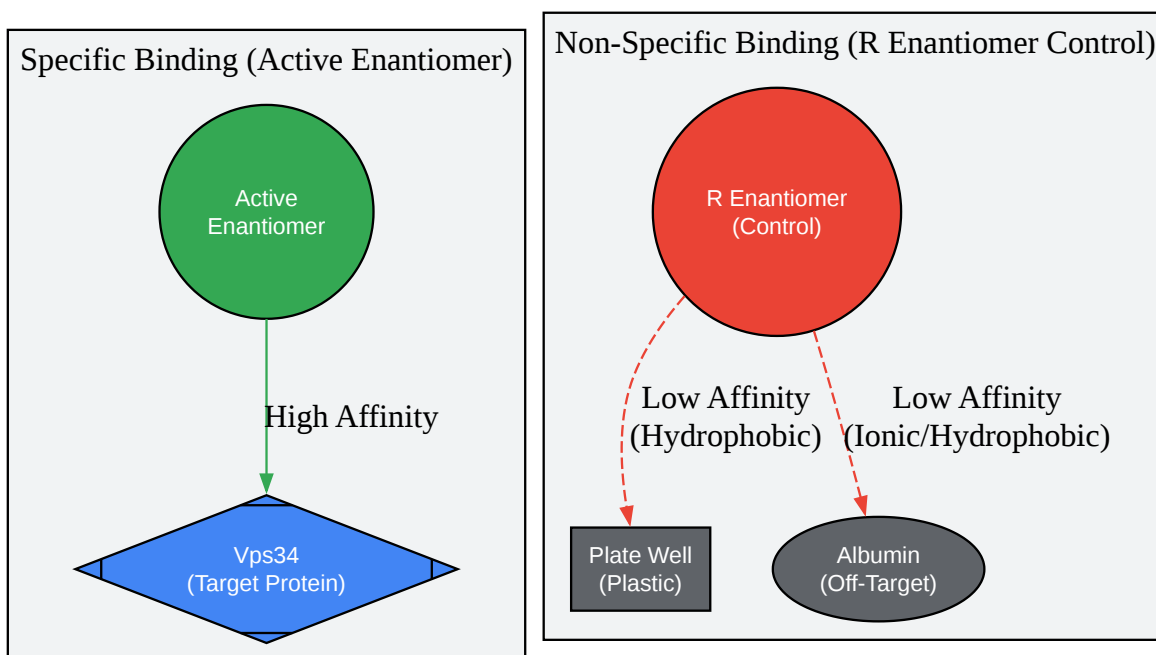 Specific Binding (Active Enantiomer)
Active
Enantiomer
High Affinity
Vps34
(Target Protein)
Non-Specific Binding (R Enantiomer Control)
R Enantiomer
(Control)
Low Affinity
(Hydrophobic)
Low Affinity
(Ionic/Hydrophobic)
Plate Well
(Plastic)
Albumin
(Off-Target)